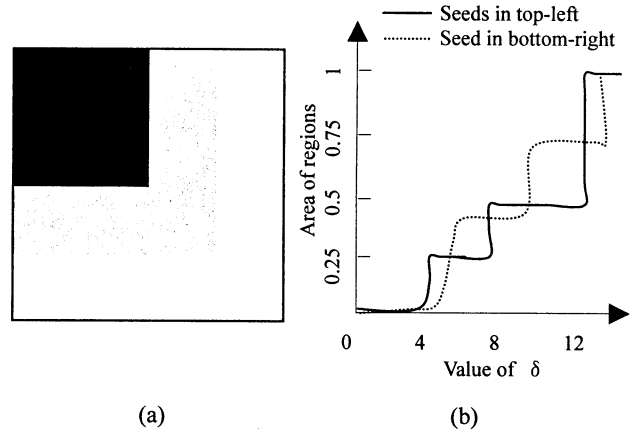 Seeds in top-left
Seed in bottom-right
Area of regions
1
0.75
0.5
0.25
0 4 8 12
Value of δ
(a) (b)